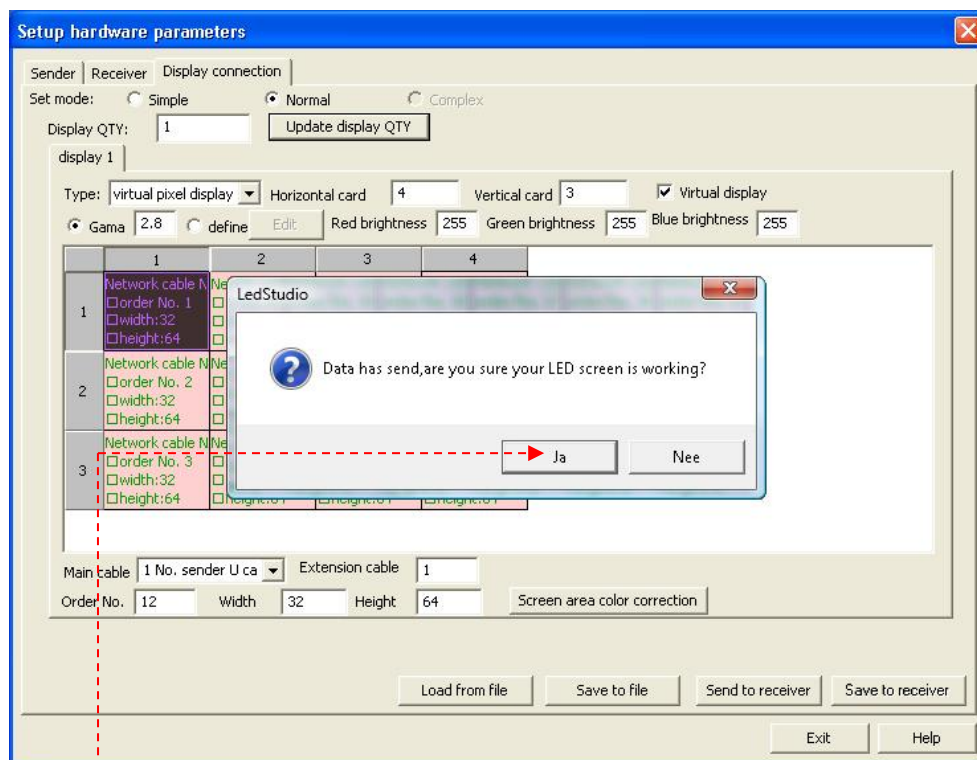 Setup hardware parameters
Sender Receiver Display connection
Set mode: Simple Normal Complex
Display QTY: 1 Update display QTY
display 1
Type: virtual pixel display Horizontal card 4 Vertical card 3 Virtual display
Gama 2.8 define Edit Red brightness 255 Green brightness 255 Blue brightness 255
1 2 3 4
1
Network cable N
order No. 1
width:32
height:64
2
Network cable N
order No. 2
width:32
height:64
3
Network cable N
order No. 3
width:32
height:64
LedStudio
Data has send,are you sure your LED screen is working?
Ja Nee
Main cable 1 No. sender U ca Extension cable 1
Order No. 12 Width 32 Height 64 Screen area color correction
Load from file Save to file Send to receiver Save to receiver
Exit Help